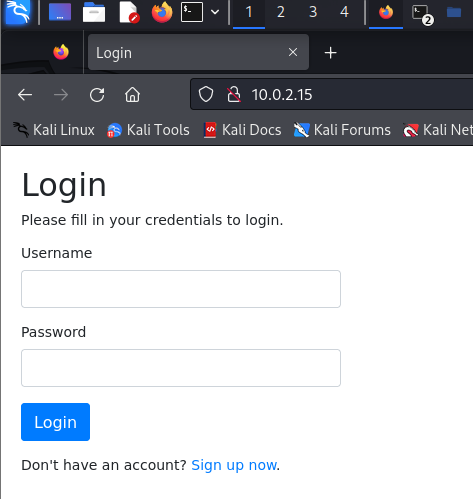 1 2 3 4 2
Login
10.0.2.15
Kali Linux Kali Tools Kali Docs Kali Forums Kali Net
Login
Please fill in your credentials to login.
Username
Password
Login
Don't have an account? Sign up now.